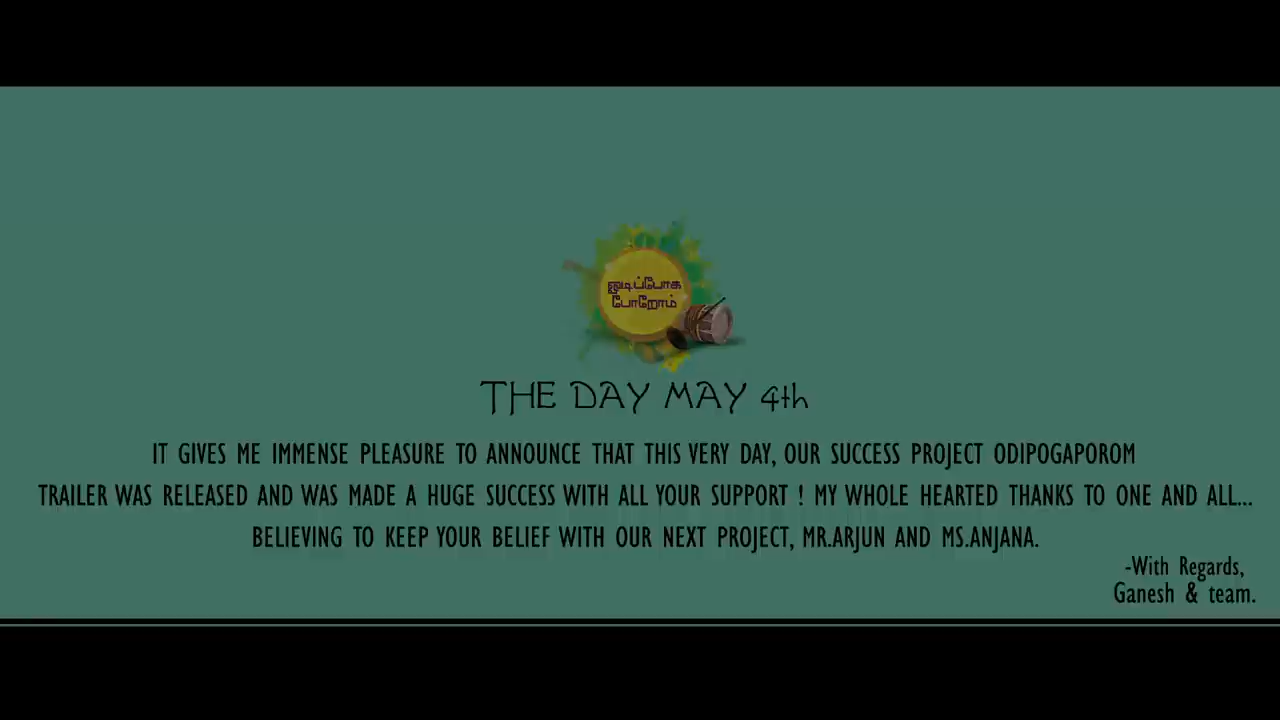 ஓடிப்போக
போறோம்
THE DAY MAY 4th
IT GIVES ME IMMENSE PLEASURE TO ANNOUNCE THAT THIS VERY DAY, OUR SUCCESS PROJECT ODIPOGAPOROM
TRAILER WAS RELEASED AND WAS MADE A HUGE SUCCESS WITH ALL YOUR SUPPORT ! MY WHOLE HEARTED THANKS TO ONE AND ALL...
BELIEVING TO KEEP YOUR BELIEF WITH OUR NEXT PROJECT, MR.ARJUN AND MS.ANJANA.
-With Regards,
Ganesh & team.